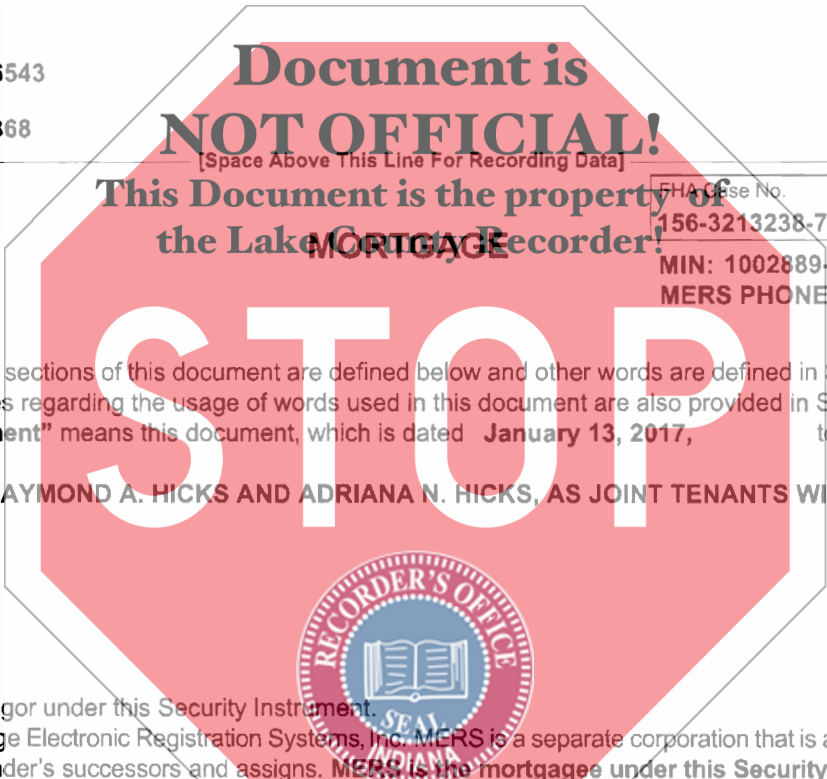 Document is
6543
NOT OFFICIAL!
368
[Space Above This Line For Recording Data]
This Document is the property of
FHA Case No.
156-3213238-7
the Lake County Recorder!
MORTGAGE
MIN: 1002889-
MERS PHONE
STOP
sections of this document are defined below and other words are defined in
s regarding the usage of words used in this document are also provided in S
ent" means this document, which is dated January 13, 2017,
AYMOND A. HICKS AND ADRIANA N. HICKS, AS JOINT TENANTS WI
RECORDER'S OFFICE
SEAL
INDIANA
gor under this Security Instrument.
ge Electronic Registration Systems, Inc. MERS is a separate corporation that is a
der's successors and assigns. MERS is the mortgagee under this Security